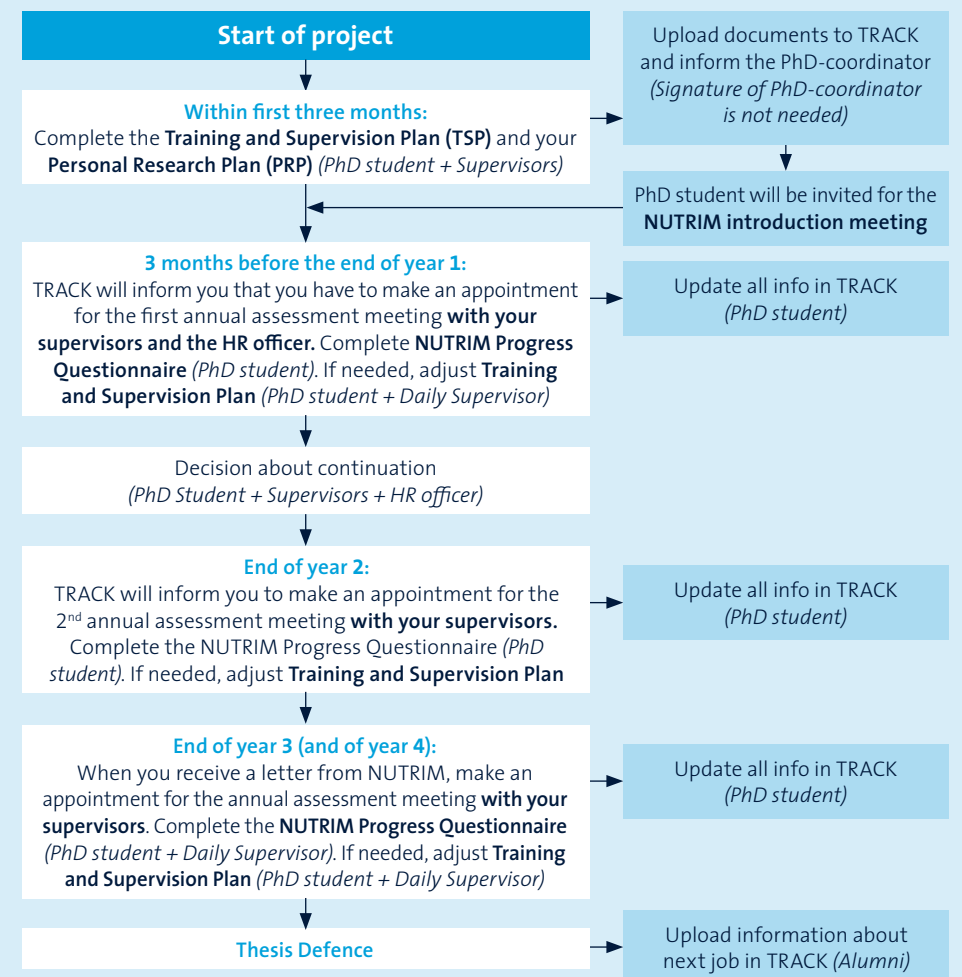 Start of project
Upload documents to TRACK
and inform the PhD-coordinator
(Signature of PhD-coordinator
is not needed)
Within first three months:
Complete the Training and Supervision Plan (TSP) and your
Personal Research Plan (PRP) (PhD student + Supervisors)
PhD student will be invited for the
NUTRIM introduction meeting
3 months before the end of year 1:
TRACK will inform you that you have to make an appointment
for the first annual assessment meeting with your
supervisors and the HR officer. Complete NUTRIM Progress
Questionnaire (PhD student). If needed, adjust Training
and Supervision Plan (PhD student + Daily Supervisor)
Update all info in TRACK
(PhD student)
Decision about continuation
(PhD Student + Supervisors + HR officer)
End of year 2:
TRACK will inform you to make an appointment for the
2nd annual assessment meeting with your supervisors.
Complete the NUTRIM Progress Questionnaire (PhD
student). If needed, adjust Training and Supervision Plan
Update all info in TRACK
(PhD student)
End of year 3 (and of year 4):
When you receive a letter from NUTRIM, make an
appointment for the annual assessment meeting with your
supervisors. Complete the NUTRIM Progress Questionnaire
(PhD student + Daily Supervisor). If needed, adjust Training
and Supervision Plan (PhD student + Daily Supervisor)
Update all info in TRACK
(PhD student)
Thesis Defence
Upload information about
next job in TRACK (Alumni)